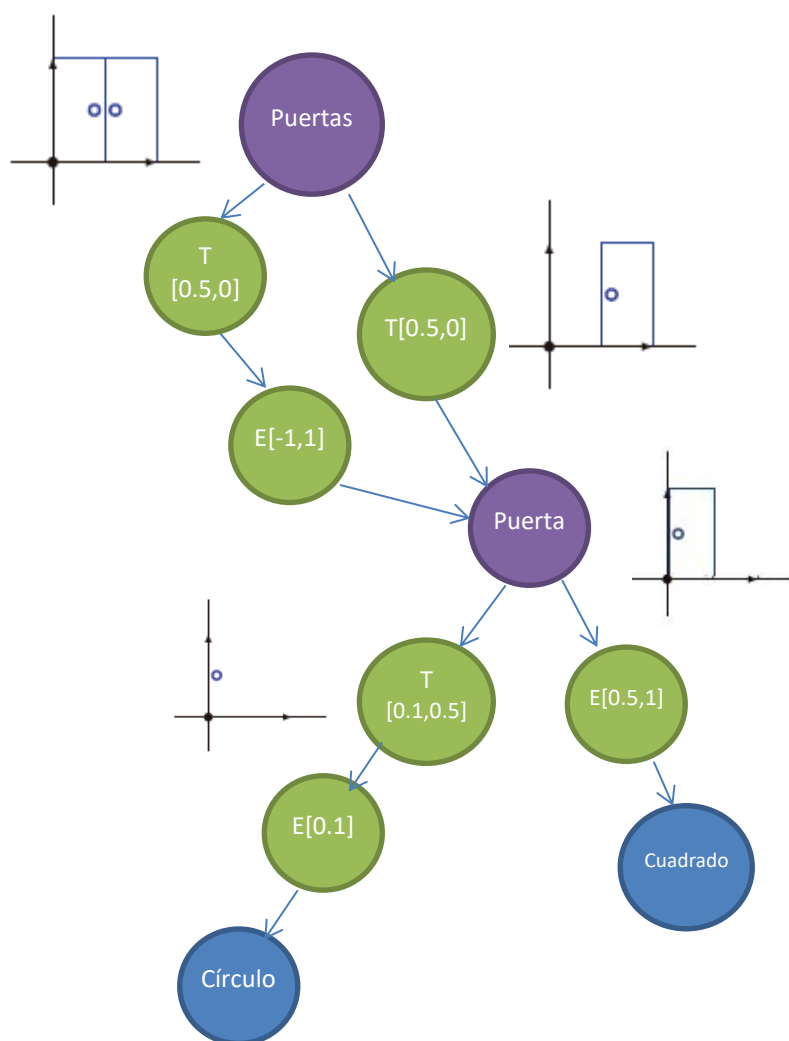 Puertas
T
[0.5,0]
T[0.5,0]
E[-1,1]
Puerta
T
[0.1,0.5]
E[0.5,1]
E[0.1]
Cuadrado
Círculo